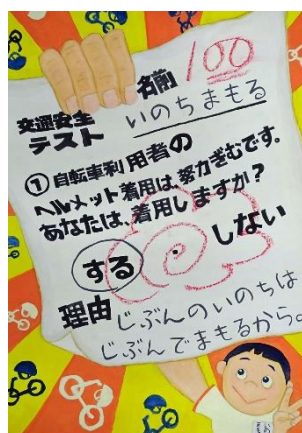 100
名前
いのちまもる
交通安全
テスト
①自転車利用者の
ヘルメット着用は、努力ぎむです。
あなたは、着用しますか?
する
しない
理由
じぶんのいのちは
じぶんでまもるから。